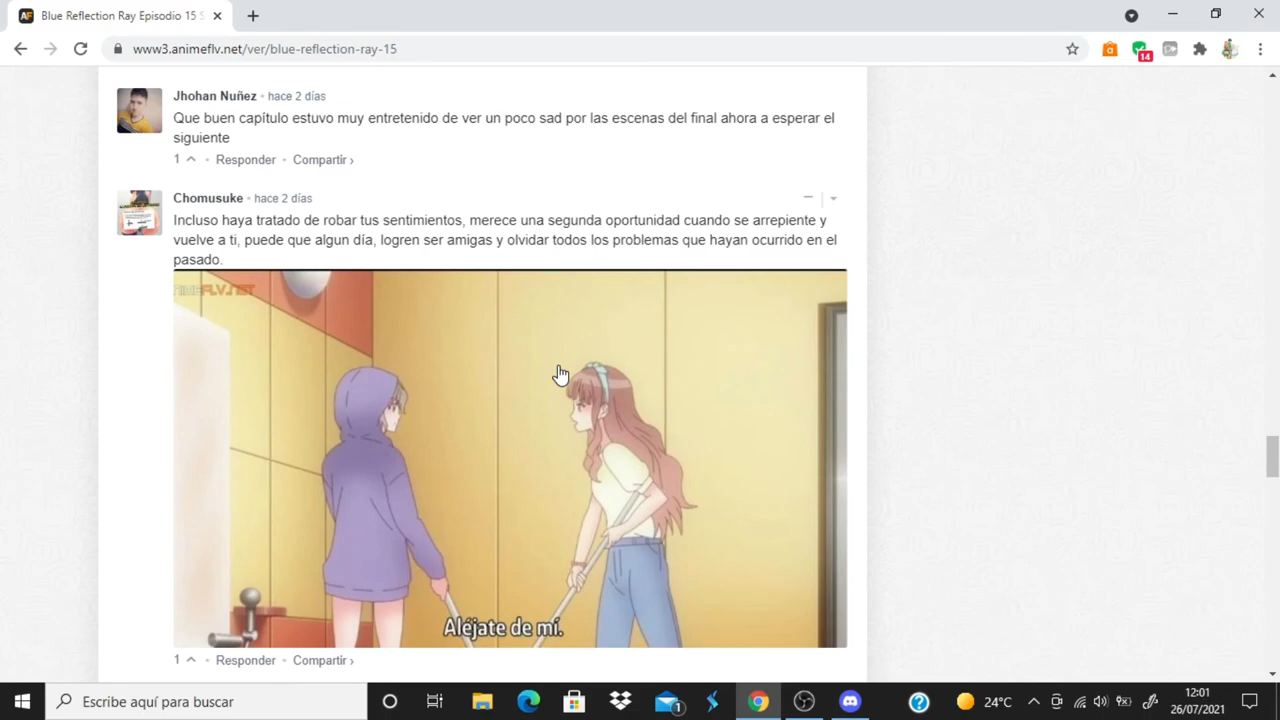 Blue Reflection Ray Episodio 15 S
www3.animeflv.net/ver/blue-reflection-ray-15
14
Jhohan Nuñez • hace 2 días
Que buen capítulo estuvo muy entretenido de ver un poco sad por las escenas del final ahora a esperar el
siguiente
1 • Responder • Compartir ›
Chomusuke • hace 2 días
Incluso haya tratado de robar tus sentimientos, merece una segunda oportunidad cuando se arrepiente y
vuelve a ti, puede que algun día, logren ser amigas y olvidar todos los problemas que hayan ocurrido en el
pasado.
ANIMEFLV.NET
Aléjate de mí.
1 • Responder • Compartir ›
Escribe aquí para buscar
1
24°C
12:01
26/07/2021